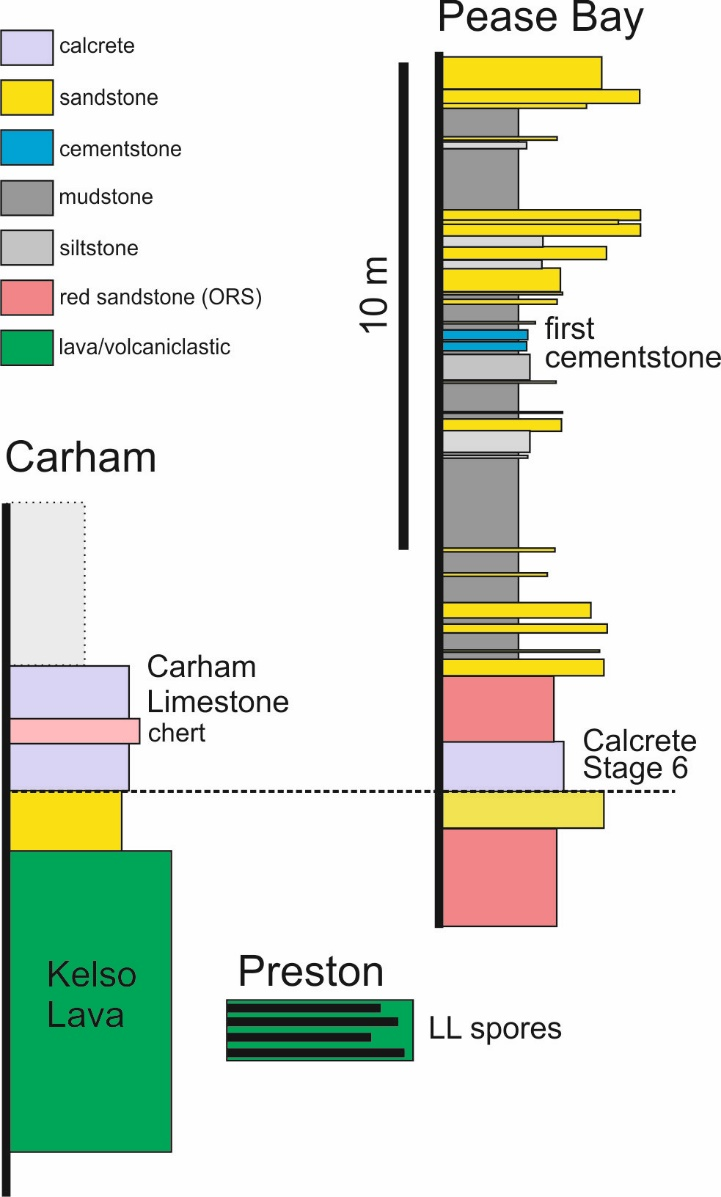 Pease Bay
calcrete
sandstone
cementstone
mudstone
siltstone
red sandstone (ORS)
lava/volcaniclastic
10 m
first
cementstone
Carham
Carham
Limestone
chert
Calcrete
Stage 6
Kelso
Lava
Preston
LL spores